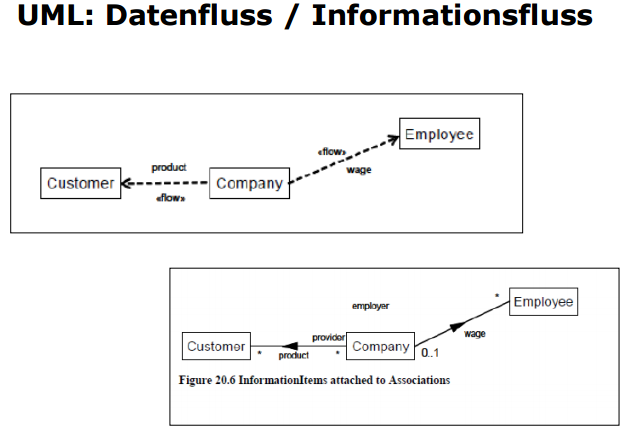 UML: Datenfluss / Informationsfluss
Employee
«flow»
product
wage
Customer
Company
«flow»
*
Employee
employer
provider
wage
Customer
Company
*
product
*
0..1
Figure 20.6 InformationItems attached to Associations